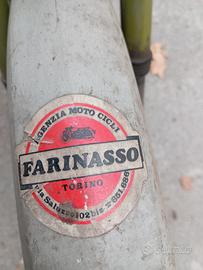 AGENZIA MOTO CICLI
FARINASSO
TORINO
via Saluzzo 102 bis